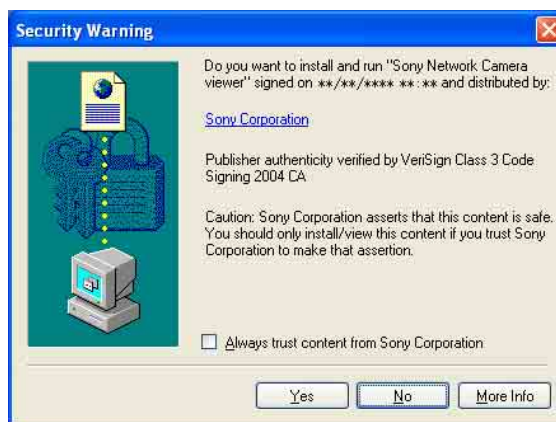 Security Warning
Do you want to install and run "Sony Network Camera
viewer" signed on **/**/**** **:** and distributed by:
Sony Corporation
Publisher authenticity verified by VeriSign Class 3 Code
Signing 2004 CA
Caution: Sony Corporation asserts that this content is safe.
You should only install/view this content if you trust Sony
Corporation to make that assertion.
Always trust content from Sony Corporation
Yes
No
More Info